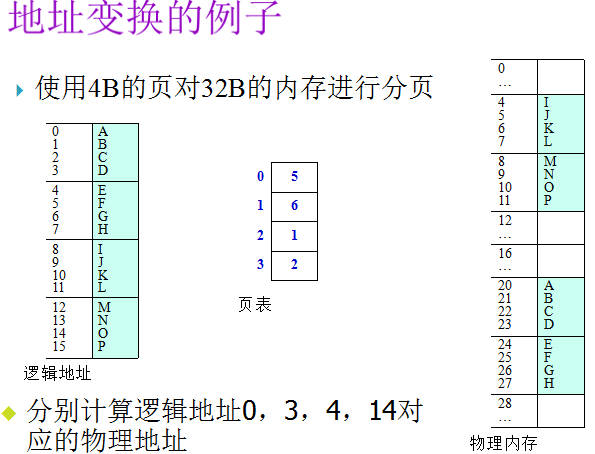 地址变换的例子
使用4B的页对32B的内存进行分页
0 A
1 B
2 C
3 D
4 E
5 F
6 G
7 H
8 I
9 J
10 K
11 L
12 M
13 N
14 O
15 P
逻辑地址
0 5
1 6
2 1
3 2
页表
0
...
4 I
5 J
6 K
7 L
8 M
9 N
10 O
11 P
12
...
16
...
20 A
21 B
22 C
23 D
24 E
25 F
26 G
27 H
28
...
物理内存
分别计算逻辑地址0，3，4，14对
应的物理地址